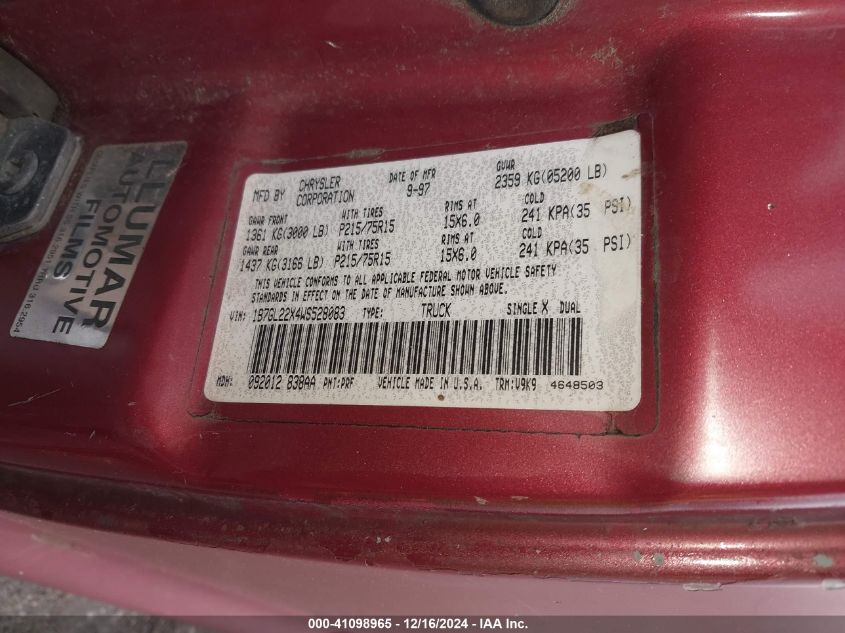 MFD BY CHRYSLER CORPORATION DATE OF MFR 9-97 GVWR 2359 KG(05200 LB)
GAWR FRONT WITH TIRES RIMS AT COLD
1361 KG(3000 LB) P215/75R15 15X6.0 241 KPA(35 PSI)
GAWR REAR WITH TIRES RIMS AT COLD
1437 KG(3166 LB) P215/75R15 15X6.0 241 KPA(35 PSI)
THIS VEHICLE CONFORMS TO ALL APPLICABLE FEDERAL MOTOR VEHICLE SAFETY
STANDARDS IN EFFECT ON THE DATE OF MANUFACTURE SHOWN ABOVE.
VIN: 1B7GL22X4WS528083 TYPE: TRUCK SINGLE X DUAL
MDH: 092012 838AA PNT:PRF VEHICLE MADE IN U.S.A. TRM:V9K9 4648503
LLUMAR
AUTOMOTIVE
FILMS
000-41098965 - 12/16/2024 - IAA Inc.